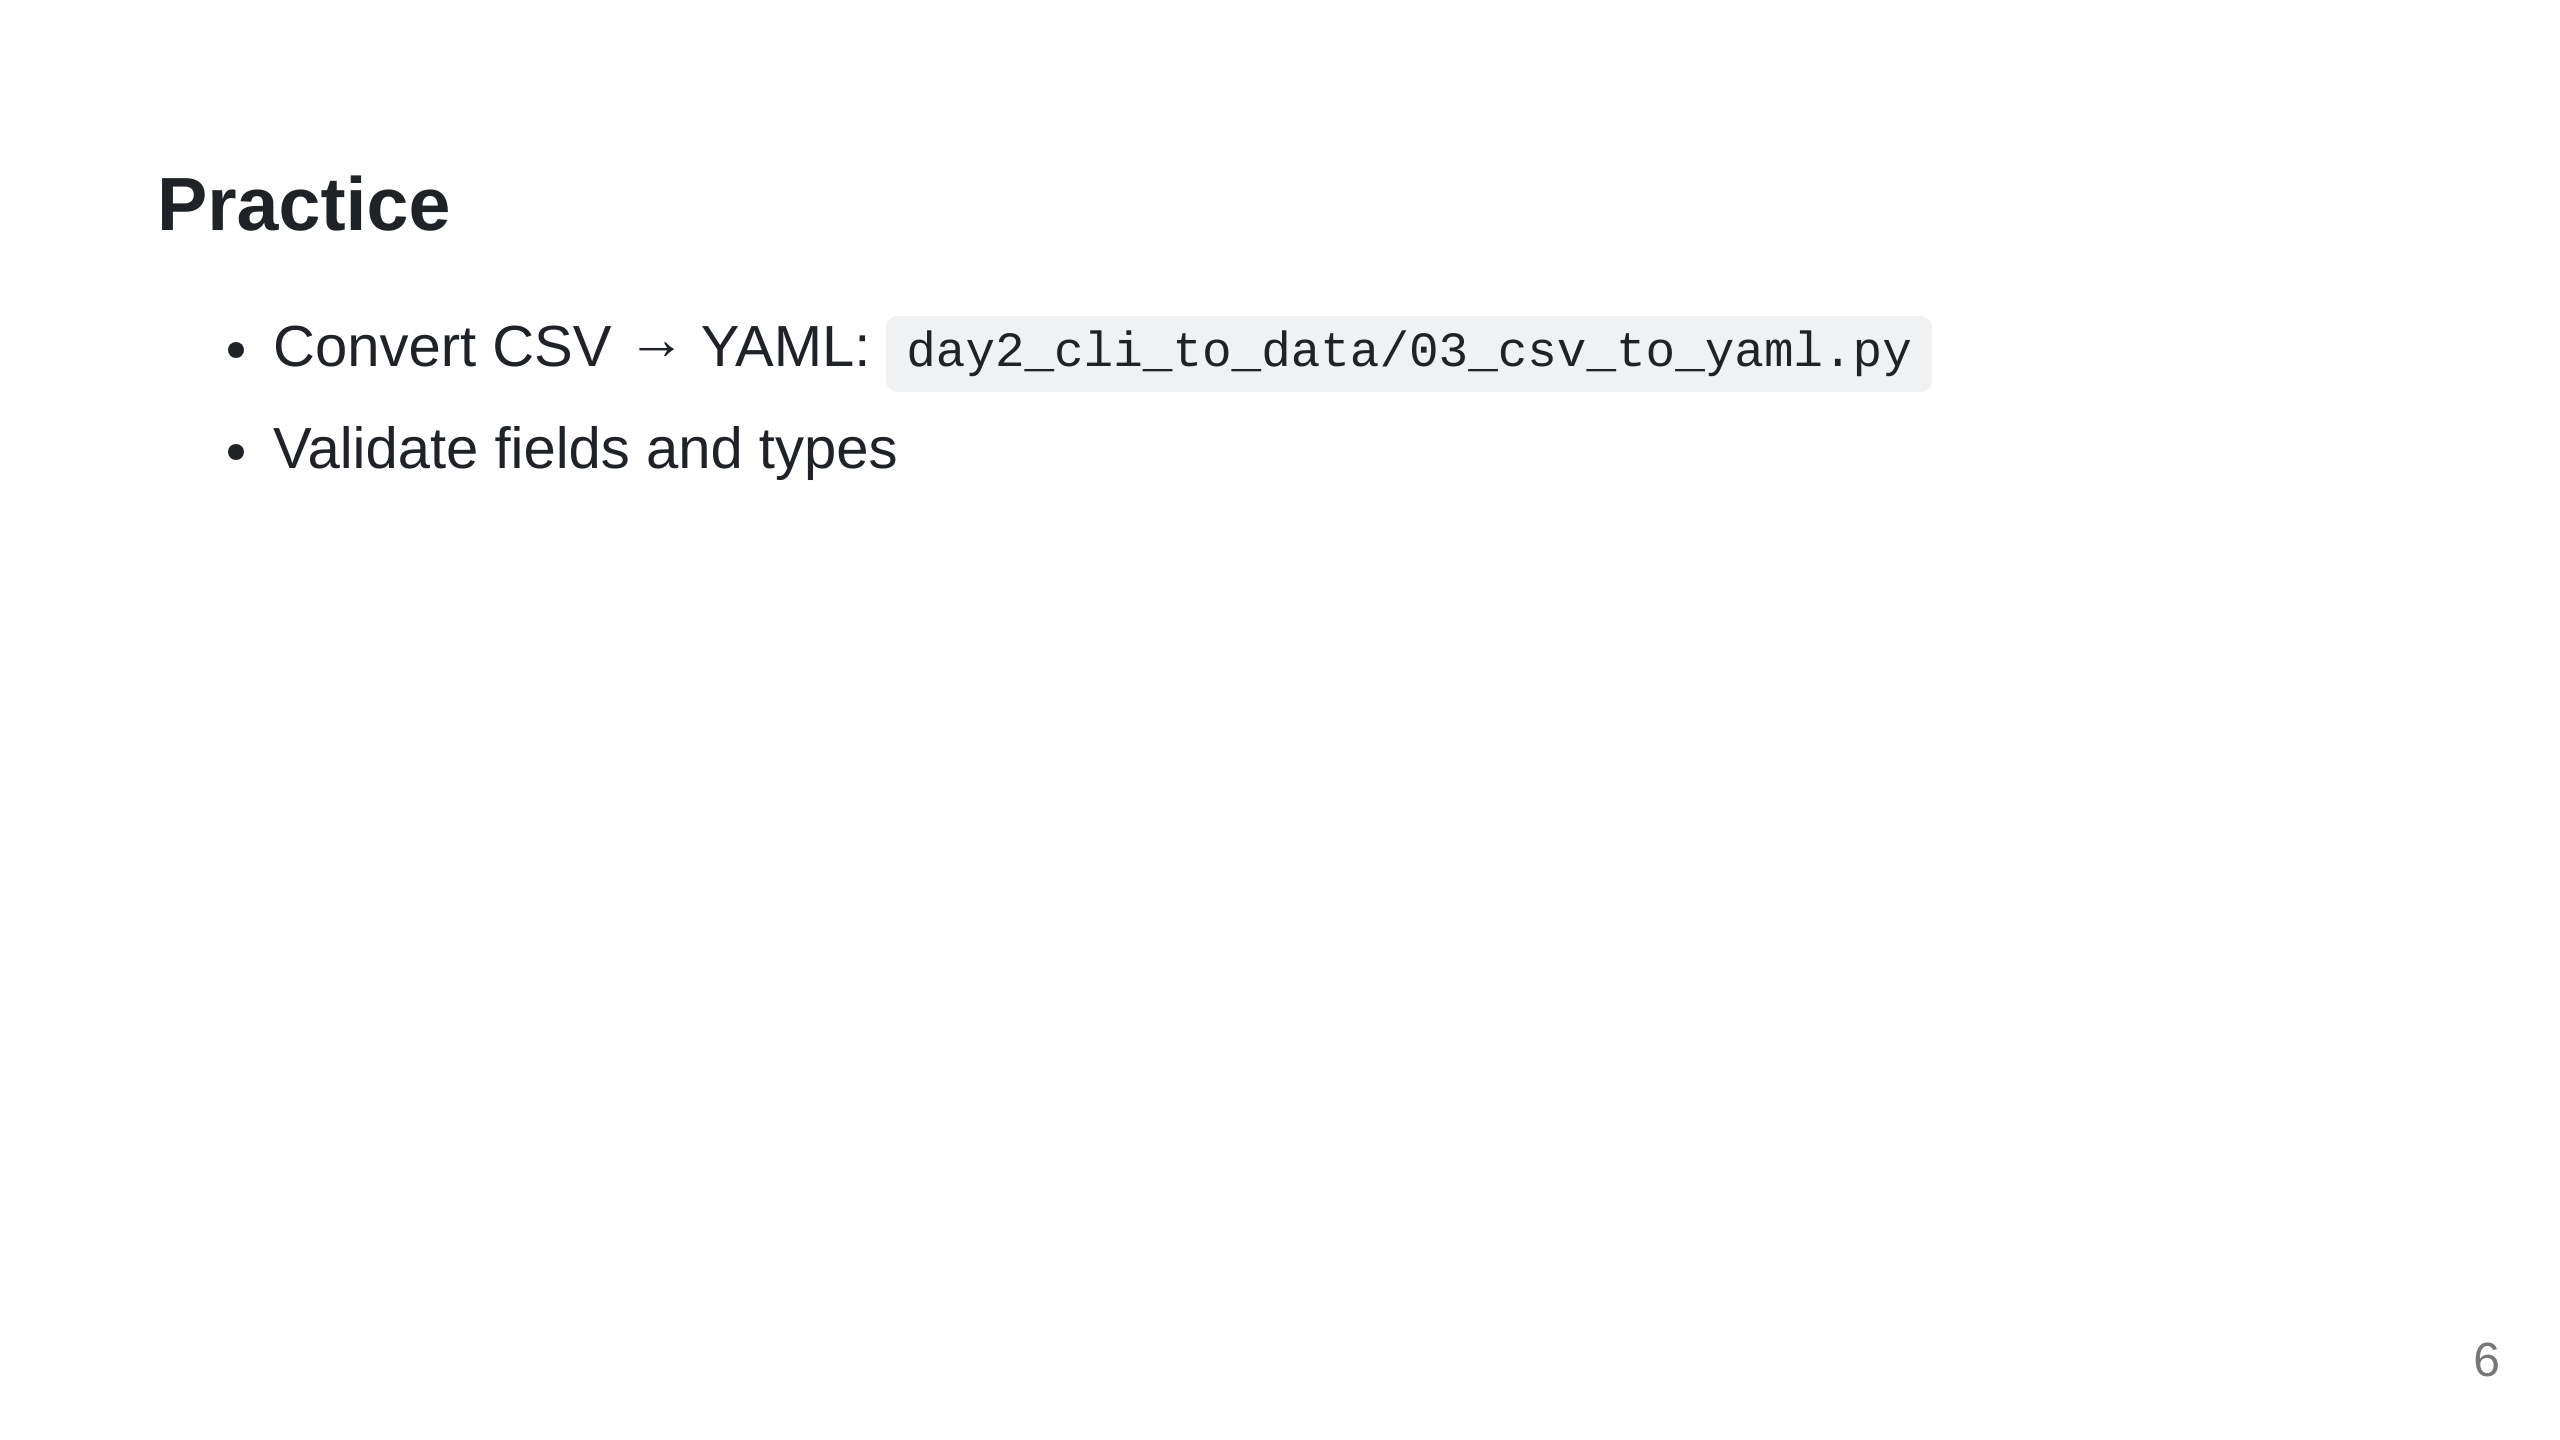 Practice
• Convert CSV → YAML: day2_cli_to_data/03_csv_to_yaml.py
• Validate fields and types
6